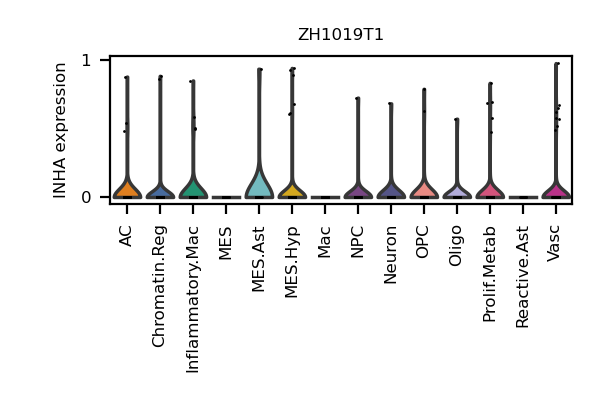 ZH1019T1
INHA expression
1
0
AC
Chromatin.Reg
Inflammatory.Mac
MES
MES.Ast
MES.Hyp
Mac
NPC
Neuron
OPC
Oligo
Prolif.Metab
Reactive.Ast
Vasc